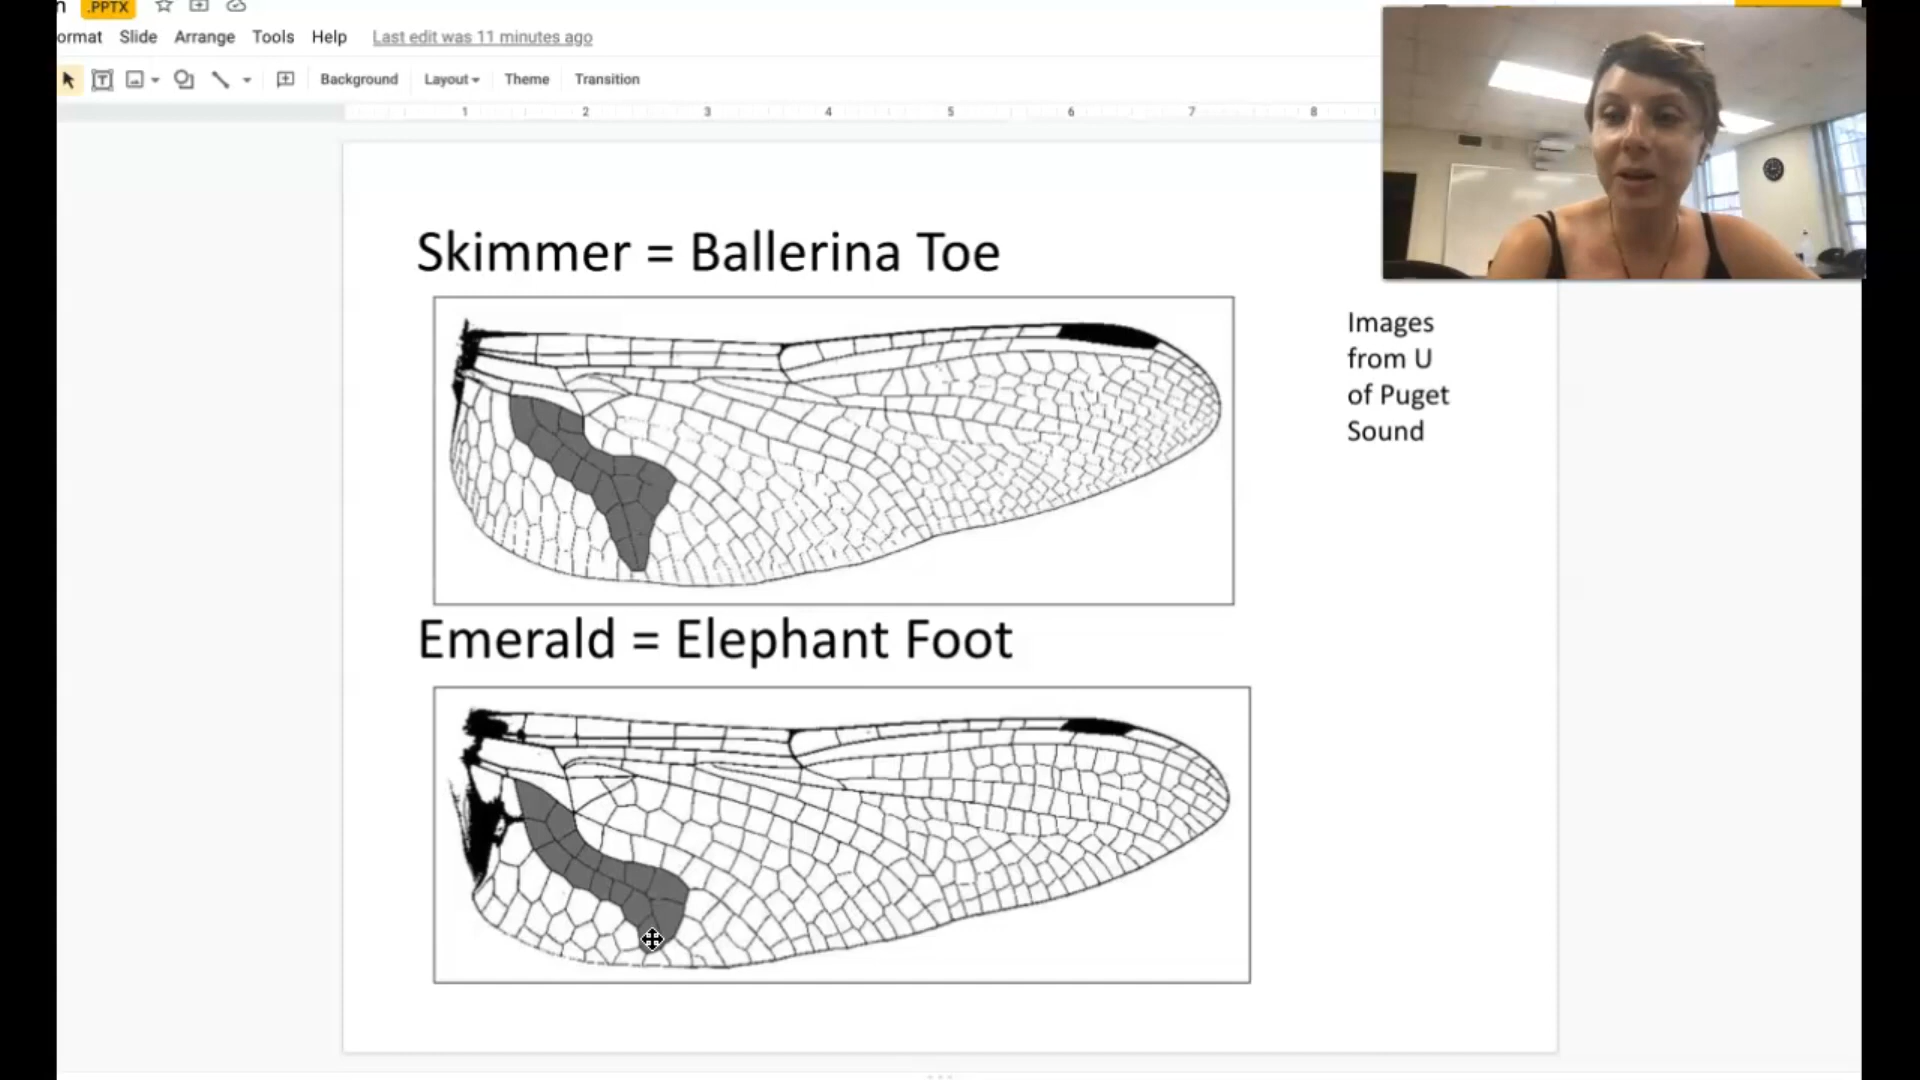 n .PPTX
ormat Slide Arrange Tools Help Last edit was 11 minutes ago
Background Layout Theme Transition
1 2 3 4 5 6 7 8
Skimmer = Ballerina Toe
Images
from U
of Puget
Sound
Emerald = Elephant Foot